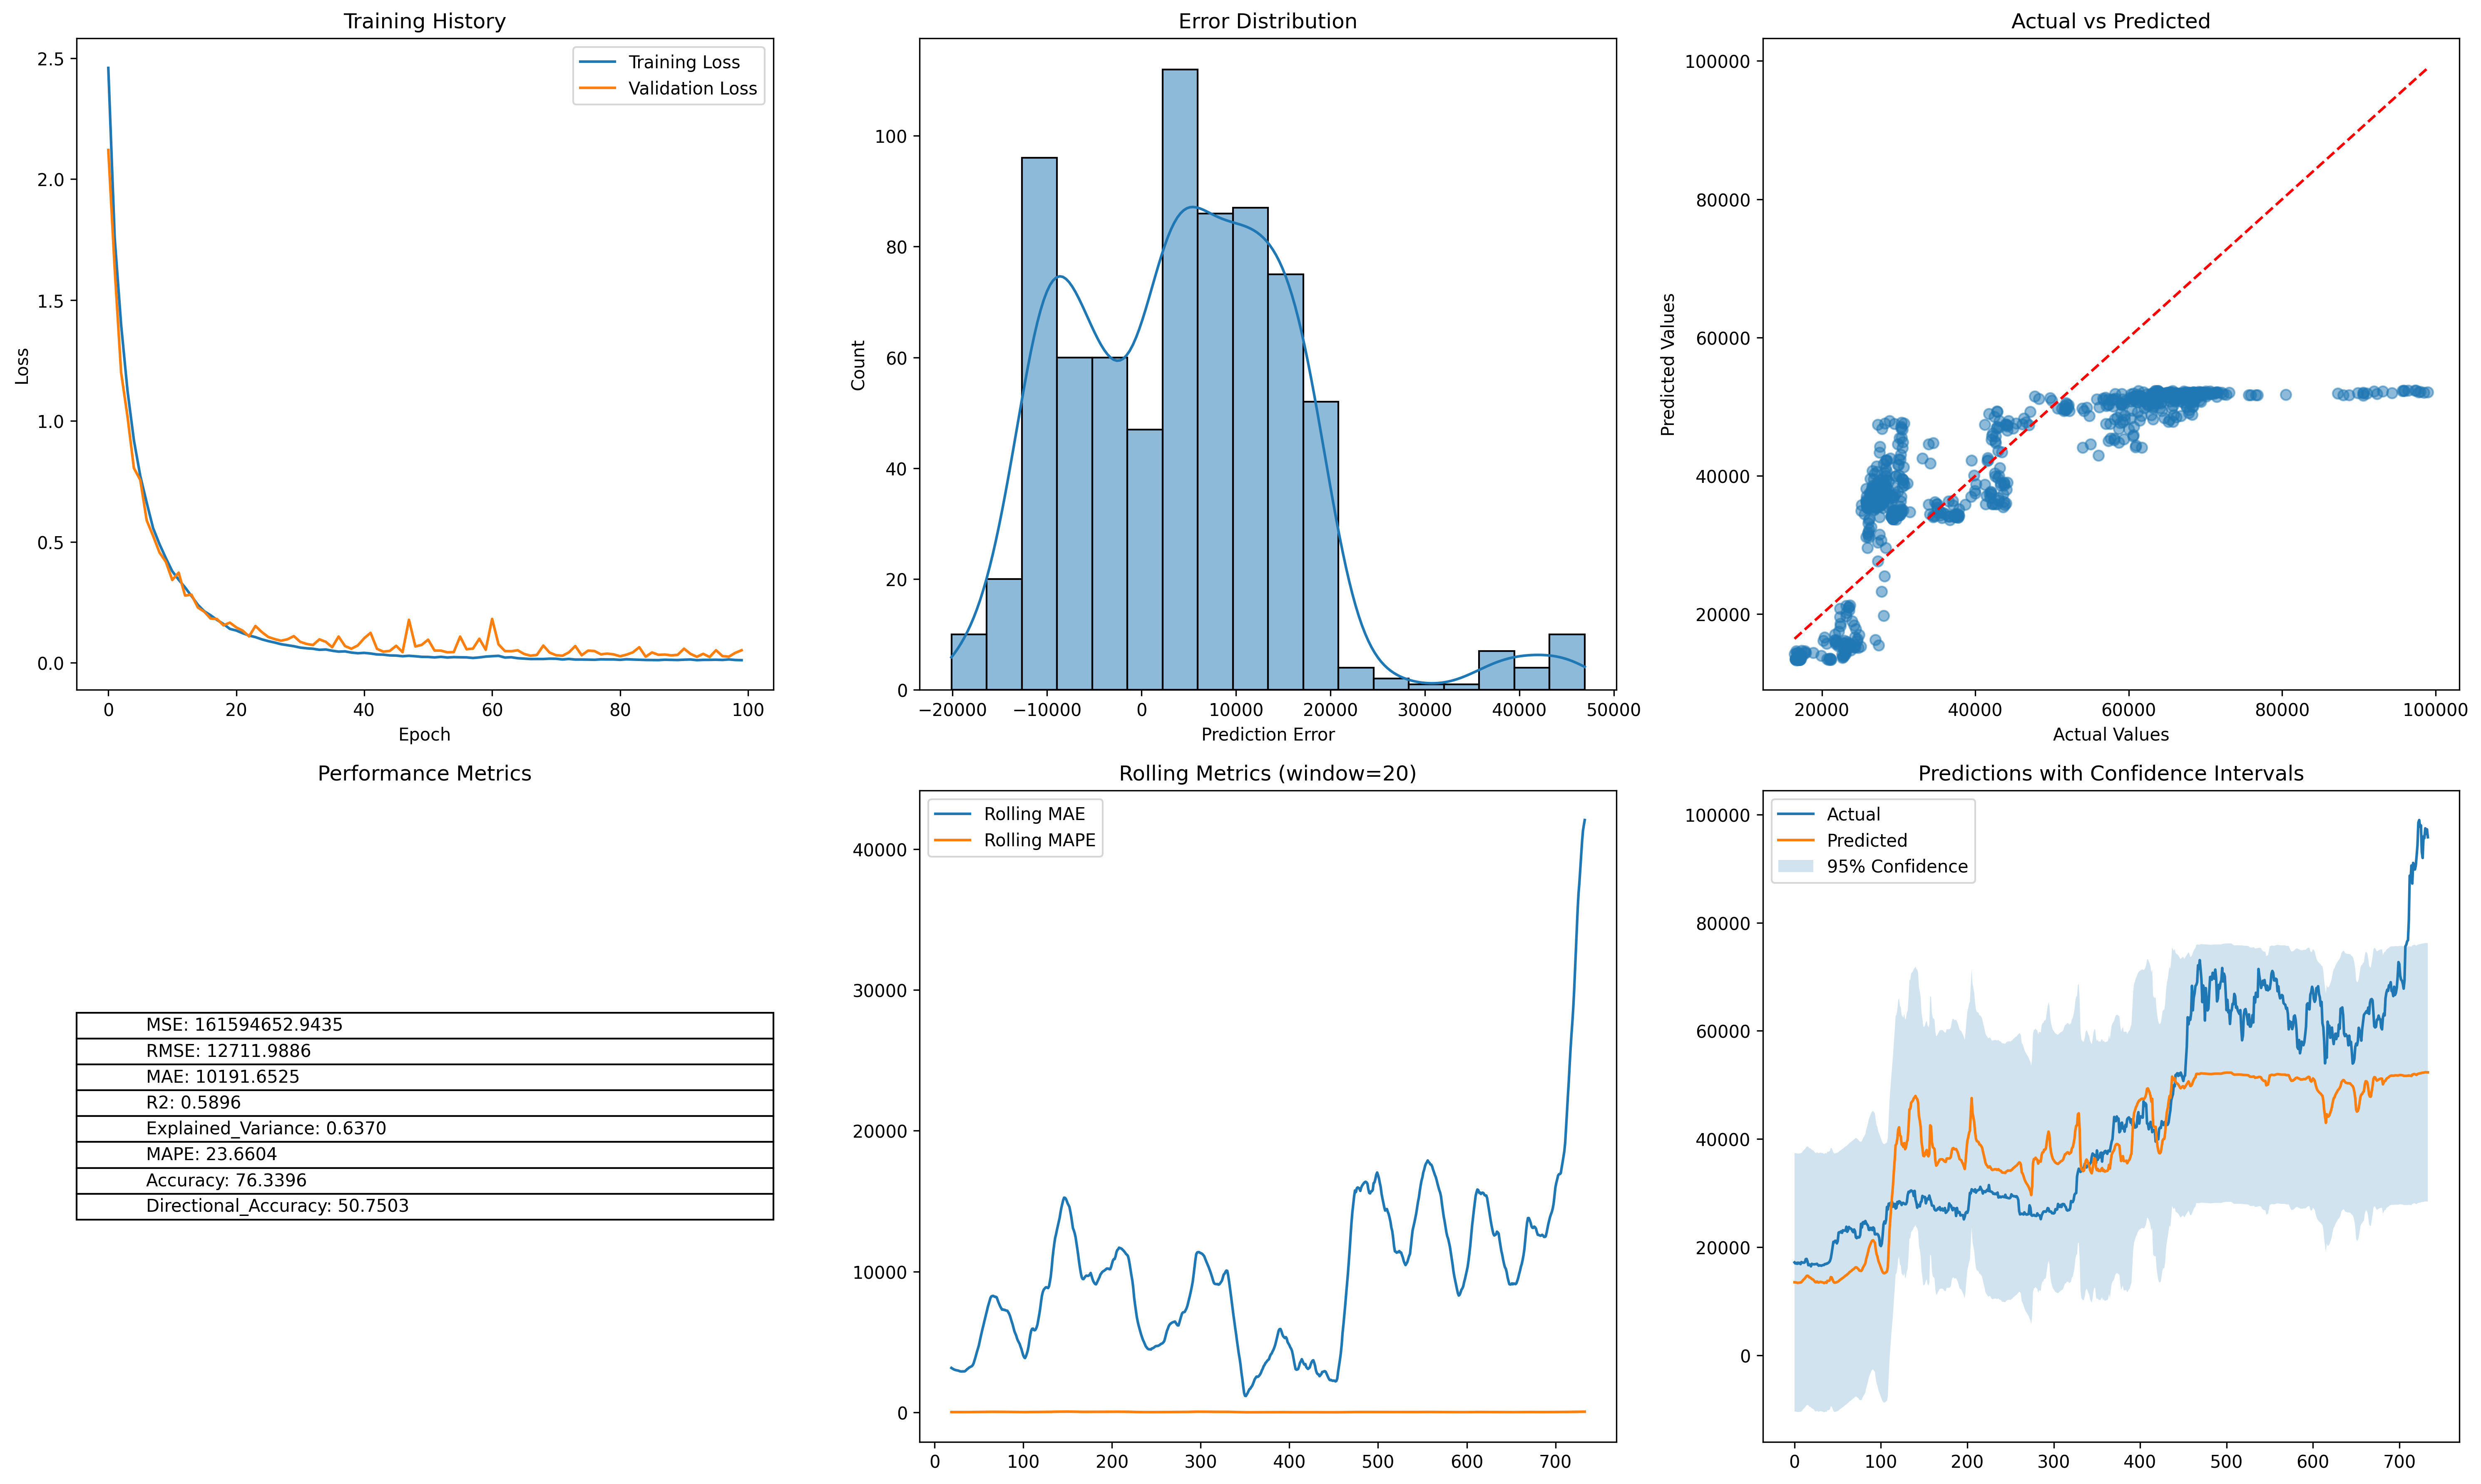 Training History
2.5
2.0
1.5
1.0
0.5
0.0
Loss
Training Loss
Validation Loss
0 20 40 60 80 100
Epoch
Error Distribution
100
80
60
40
20
0
Count
−20000 −10000 0 10000 20000 30000 40000 50000
Prediction Error
Actual vs Predicted
100000
80000
60000
40000
20000
Predicted Values
20000 40000 60000 80000 100000
Actual Values
Performance Metrics
MSE: 161594652.9435
RMSE: 12711.9886
MAE: 10191.6525
R2: 0.5896
Explained_Variance: 0.6370
MAPE: 23.6604
Accuracy: 76.3396
Directional_Accuracy: 50.7503
Rolling Metrics (window=20)
Rolling MAE
Rolling MAPE
40000
30000
20000
10000
0
0 100 200 300 400 500 600 700
Predictions with Confidence Intervals
Actual
Predicted
95% Confidence
100000
80000
60000
40000
20000
0
0 100 200 300 400 500 600 700